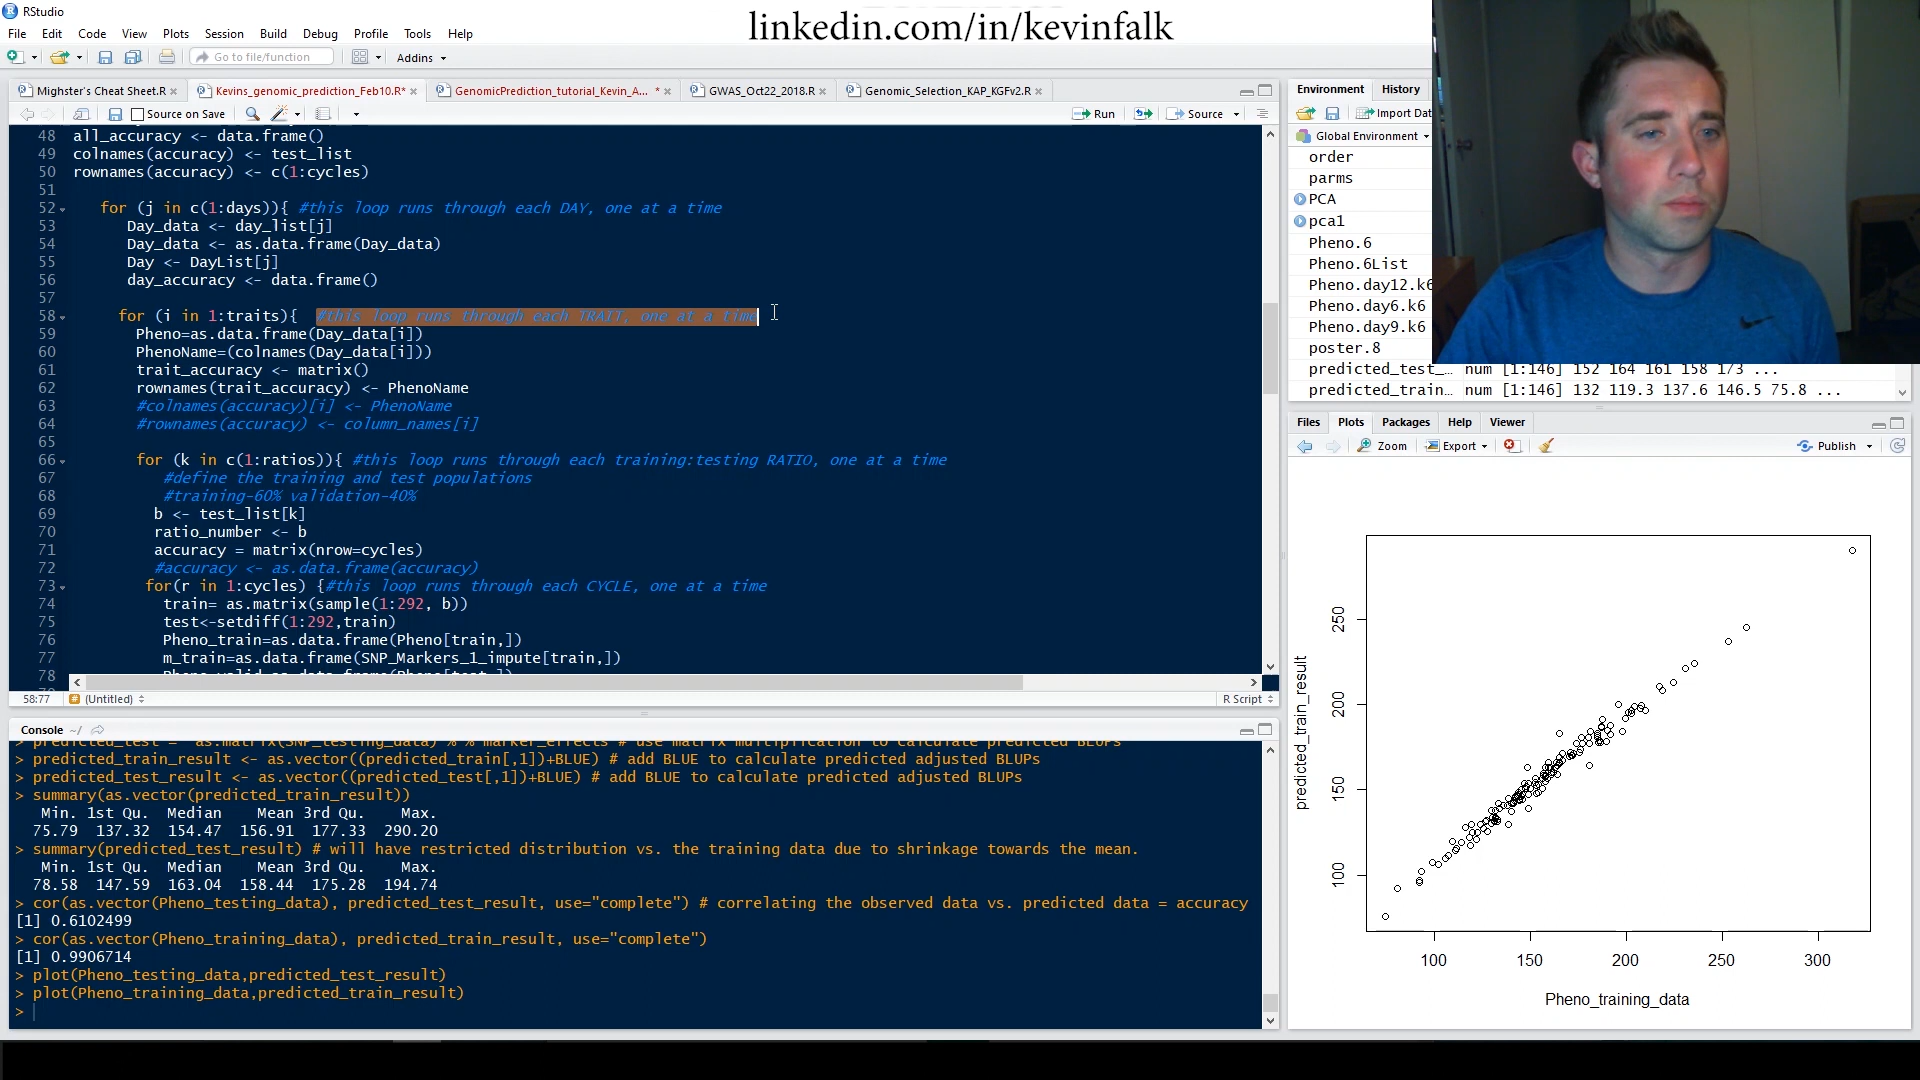 RStudio
linkedin.com/in/kevinfalk
File Edit Code View Plots Session Build Debug Profile Tools Help
Go to file/function Addins
Mighster's Cheat Sheet.R Kevins_genomic_prediction_Feb10.R* GenomicPrediction_tutorial_Kevin_A... * GWAS_Oct22_2018.R Genomic_Selection_KAP_KGFv2.R
Source on Save Run Source
48 all_accuracy <- data.frame()
49 colnames(accuracy) <- test_list
50 rownames(accuracy) <- c(1:cycles)
51
52 for (j in c(1:days)){ #this loop runs through each DAY, one at a time
53 Day_data <- day_list[j]
54 Day_data <- as.data.frame(Day_data)
55 Day <- DayList[j]
56 day_accuracy <- data.frame()
57
58 for (i in 1:traits){ #this loop runs through each TRAIT, one at a time
59 Pheno=as.data.frame(Day_data[i])
60 PhenoName=(colnames(Day_data[i]))
61 trait_accuracy <- matrix()
62 rownames(trait_accuracy) <- PhenoName
63 #colnames(accuracy)[i] <- PhenoName
64 #rownames(accuracy) <- column_names[i]
65
66 for (k in c(1:ratios)){ #this loop runs through each training:testing RATIO, one at a time
67 #define the training and test populations
68 #training-60% validation-40%
69 b <- test_list[k]
70 ratio_number <- b
71 accuracy = matrix(nrow=cycles)
72 #accuracy <- as.data.frame(accuracy)
73 for(r in 1:cycles) {#this loop runs through each CYCLE, one at a time
74 train= as.matrix(sample(1:292, b))
75 test<-setdiff(1:292,train)
76 Pheno_train=as.data.frame(Pheno[train,])
77 m_train=as.data.frame(SNP_Markers_1_impute[train,])
78
58:77 (Untitled) R Script
Console ~/
> predicted_train_result <- as.vector((predicted_train[,1])+BLUE) # add BLUE to calculate predicted adjusted BLUPs
> predicted_test_result <- as.vector((predicted_test[,1])+BLUE) # add BLUE to calculate predicted adjusted BLUPs
> summary(as.vector(predicted_train_result))
Min. 1st Qu. Median Mean 3rd Qu. Max.
75.79 137.32 154.47 156.91 177.33 290.20
> summary(predicted_test_result) # will have restricted distribution vs. the training data due to shrinkage towards the mean.
Min. 1st Qu. Median Mean 3rd Qu. Max.
78.58 147.59 163.04 158.44 175.28 194.74
> cor(as.vector(Pheno_testing_data), predicted_test_result, use="complete") # correlating the observed data vs. predicted data = accuracy
[1] 0.6102499
> cor(as.vector(Pheno_training_data), predicted_train_result, use="complete")
[1] 0.9906714
> plot(Pheno_testing_data,predicted_test_result)
> plot(Pheno_training_data,predicted_train_result)
>
Environment History
Import Dat
Global Environment
order
parms
PCA
pca1
Pheno.6
Pheno.6List
Pheno.day12.k6
Pheno.day6.k6
Pheno.day9.k6
poster.8
predicted_test_... num [1:146] 152 164 161 158 173 ...
predicted_train... num [1:146] 132 119.3 137.6 146.5 75.8 ...
Files Plots Packages Help Viewer
Zoom Export Publish
predicted_train_result
250
200
150
100
100 150 200 250 300
Pheno_training_data